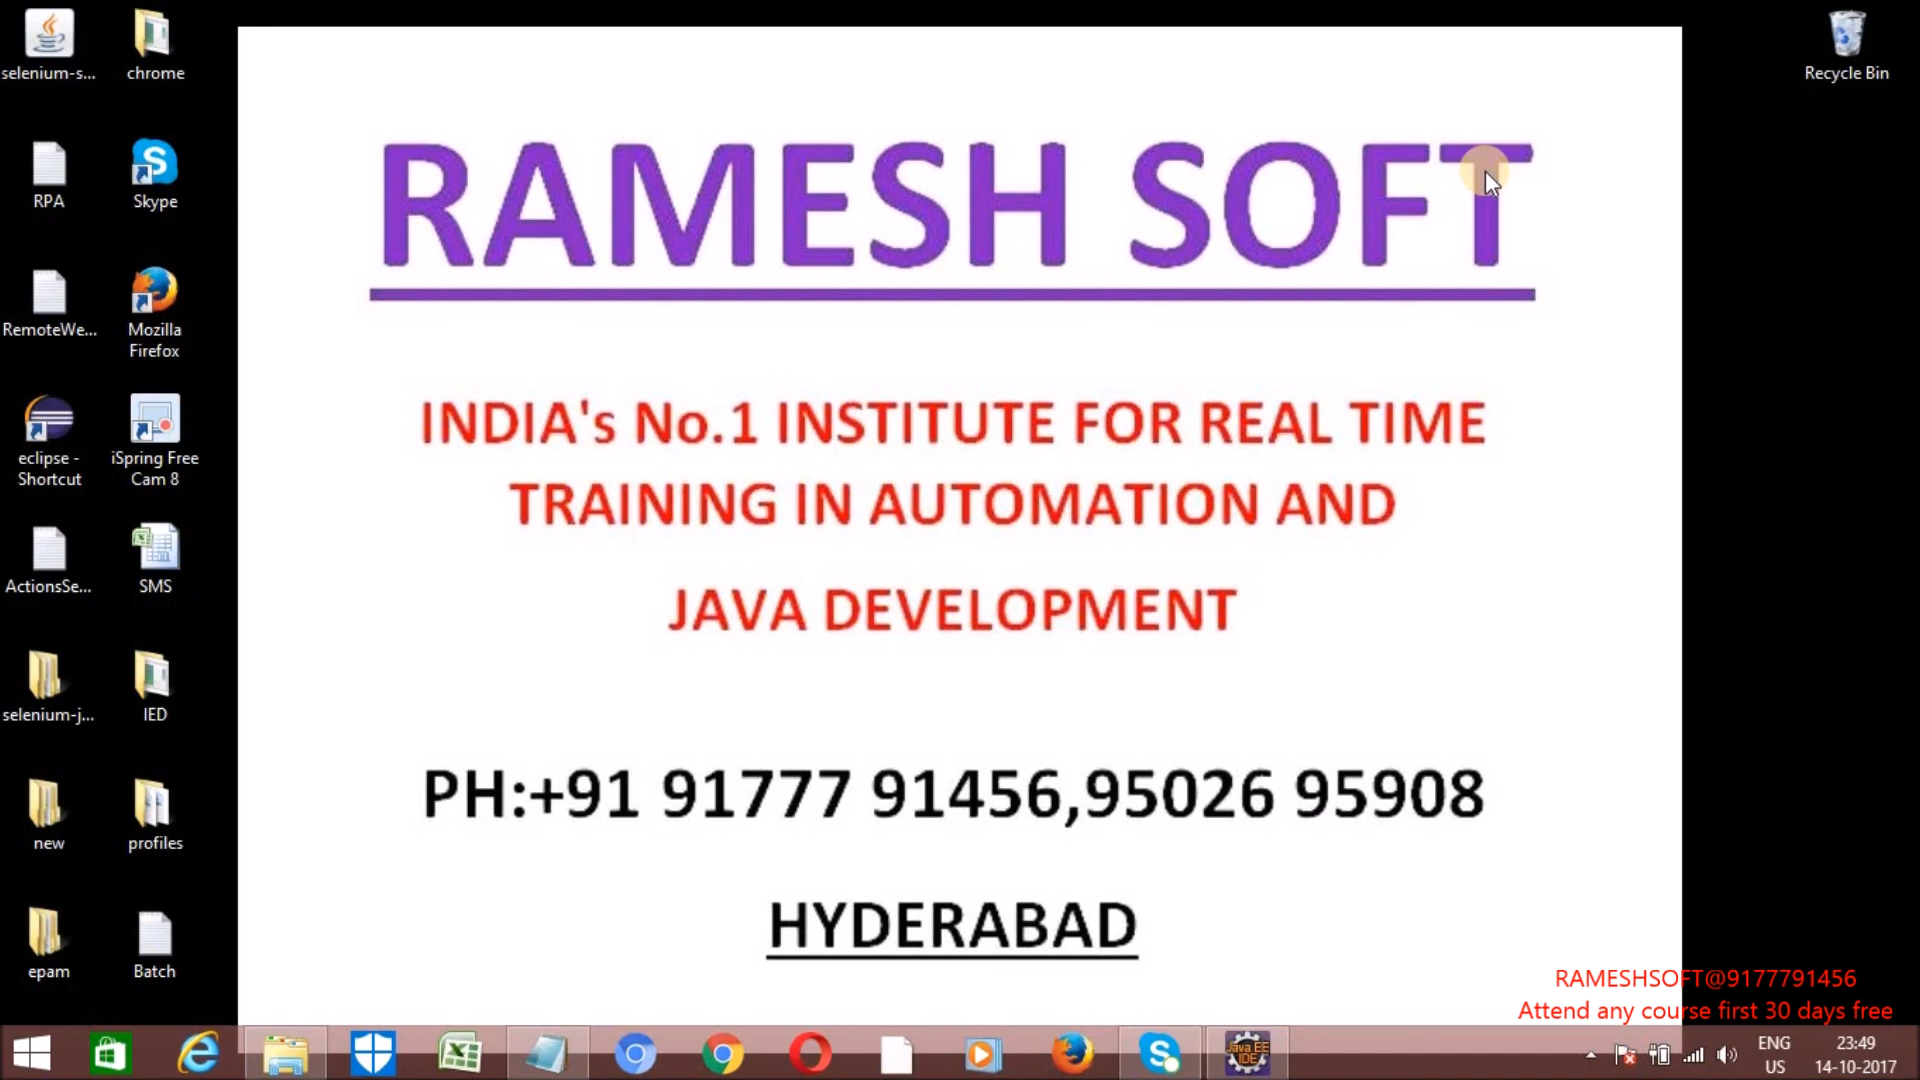 selenium-s...
chrome
Recycle Bin
RPA
Skype
RemoteWe...
Mozilla
Firefox
eclipse -
Shortcut
iSpring Free
Cam 8
ActionsSe...
SMS
selenium-j...
IED
new
profiles
epam
Batch
RAMESH SOFT
INDIA's No.1 INSTITUTE FOR REAL TIME
TRAINING IN AUTOMATION AND
JAVA DEVELOPMENT
PH:+91 91777 91456,95026 95908
HYDERABAD
RAMESHSOFT@9177791456
Attend any course first 30 days free
Java EE
IDE
ENG
US
23:49
14-10-2017